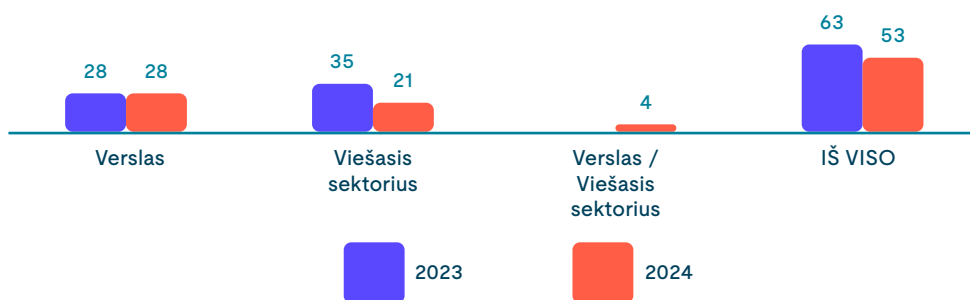 63
53
35
28 28
21
4
Verslas
Viešasis
sektorius
Verslas /
Viešasis
sektorius
IŠ VISO
2023
2024